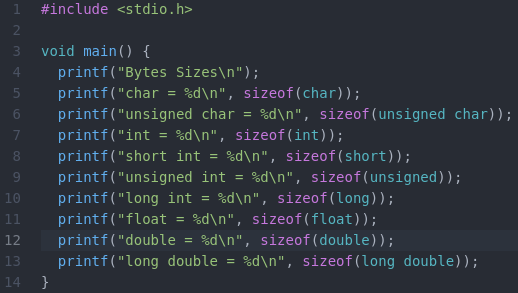 1 #include <stdio.h>
2
3 void main() {
4   printf("Bytes Sizes\n");
5   printf("char = %d\n", sizeof(char));
6   printf("unsigned char = %d\n", sizeof(unsigned char));
7   printf("int = %d\n", sizeof(int));
8   printf("short int = %d\n", sizeof(short));
9   printf("unsigned int = %d\n", sizeof(unsigned));
10   printf("long int = %d\n", sizeof(long));
11   printf("float = %d\n", sizeof(float));
12   printf("double = %d\n", sizeof(double));
13   printf("long double = %d\n", sizeof(long double));
14 }